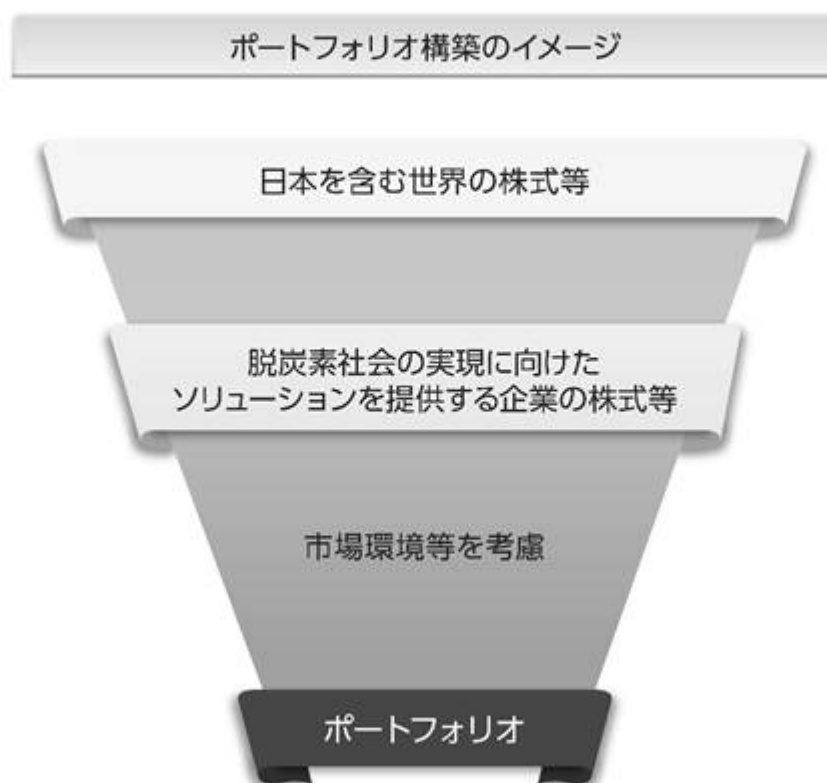 ポートフォリオ構築のイメージ
日本を含む世界の株式等
脱炭素社会の実現に向けた
ソリューションを提供する企業の株式等
市場環境等を考慮
ポートフォリオ